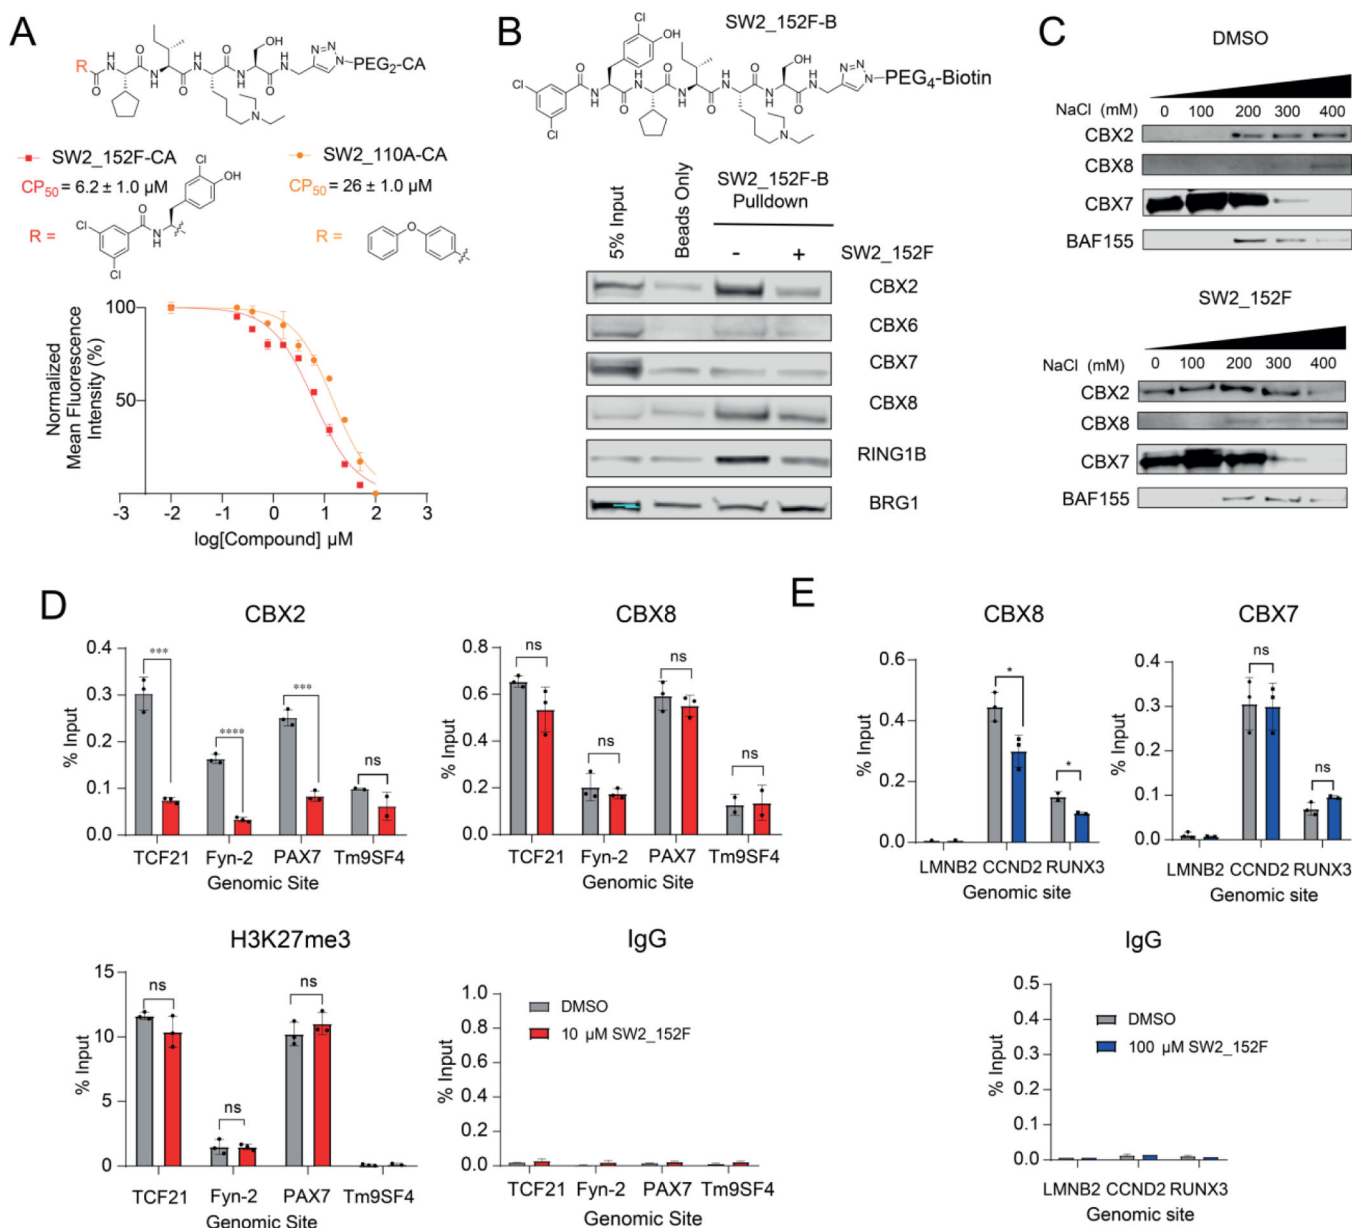 A
R
O
H
N
O
N
H
H
N
O
OH
O
N
H
N=N
N
PEG2-CA
N
SW2_152F-CA
SW2_110A-CA
CP50 = 6.2 ± 1.0 µM
CP50 = 26 ± 1.0 µM
R =
Cl
OH
O
N
H
Cl
Cl
R =
O
Normalized
Mean Fluorescence
Intensity (%)
100
50
-3 -2 -1 0 1 2 3
log[Compound] µM
B
SW2_152F-B
Cl
OH
Cl
Cl
O
N
H
OH
PEG4-Biotin
5% Input
Beads Only
SW2_152F-B
Pulldown
- + SW2_152F
CBX2
CBX6
CBX7
CBX8
RING1B
BRG1
C
DMSO
NaCl (mM) 0 100 200 300 400
CBX2
CBX8
CBX7
BAF155
SW2_152F
NaCl (mM) 0 100 200 300 400
CBX2
CBX8
CBX7
BAF155
D
CBX2
% Input
0.4
0.3
0.2
0.1
0.0
***
****
***
ns
TCF21 Fyn-2 PAX7 Tm9SF4
Genomic Site
CBX8
% Input
0.8
0.6
0.4
0.2
0.0
ns
ns
ns
ns
TCF21 Fyn-2 PAX7 Tm9SF4
Genomic Site
H3K27me3
% Input
15
10
5
0
ns
ns
ns
TCF21 Fyn-2 PAX7 Tm9SF4
Genomic Site
IgG
% Input
1.0
0.8
0.6
0.4
0.2
0.0
DMSO
10 µM SW2_152F
TCF21 Fyn-2 PAX7 Tm9SF4
Genomic Site
E
CBX8
% Input
0.6
0.4
0.2
0.0
*
*
LMNB2 CCND2 RUNX3
Genomic site
CBX7
% Input
0.4
0.3
0.2
0.1
0.0
ns
ns
LMNB2 CCND2 RUNX3
Genomic site
IgG
% Input
0.5
0.4
0.3
0.2
0.1
0.0
DMSO
100 µM SW2_152F
LMNB2 CCND2 RUNX3
Genomic site